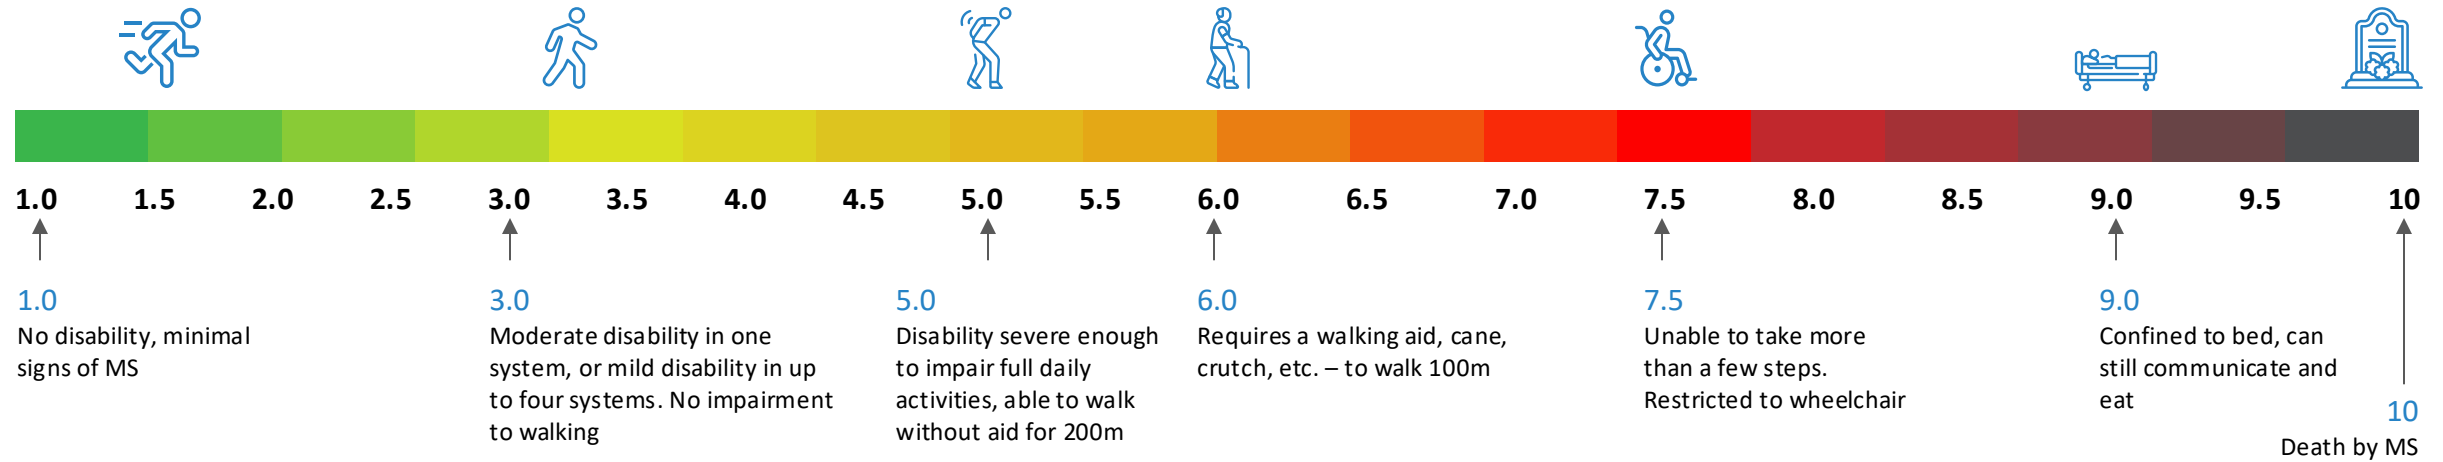 1.0 1.5 2.0 2.5 3.0 3.5 4.0 4.5 5.0 5.5 6.0 6.5 7.0 7.5 8.0 8.5 9.0 9.5 10
1.0
No disability, minimal
signs of MS
3.0
Moderate disability in one
system, or mild disability in up
to four systems. No impairment
to walking
5.0
Disability severe enough
to impair full daily
activities, able to walk
without aid for 200m
6.0
Requires a walking aid, cane,
crutch, etc. – to walk 100m
7.5
Unable to take more
than a few steps.
Restricted to wheelchair
9.0
Confined to bed, can
still communicate and
eat
10
Death by MS